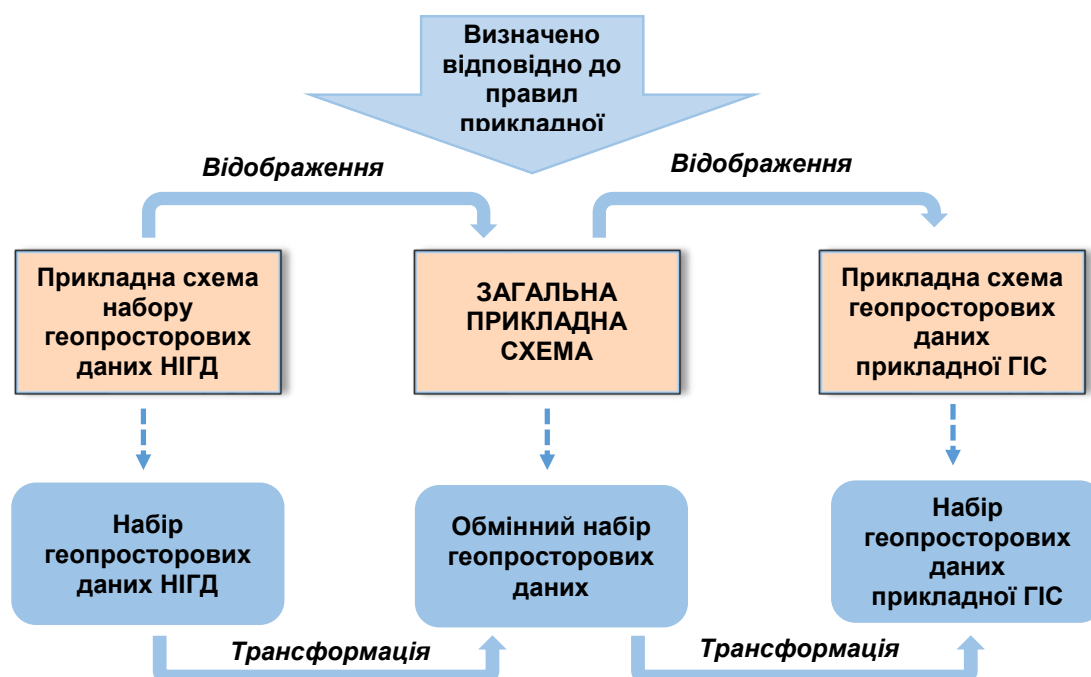 Визначено
відповідно до
правил
прикладної
Відображення
Відображення
Прикладна схема
набору
геопросторових
даних НІГД
ЗАГАЛЬНА
ПРИКЛАДНА
СХЕМА
Прикладна схема
геопросторових
даних
прикладної ГІС
Набір
геопросторових
даних НІГД
Обмінний набір
геопросторових
даних
Набір
геопросторових
даних
прикладної ГІС
Трансформація
Трансформація